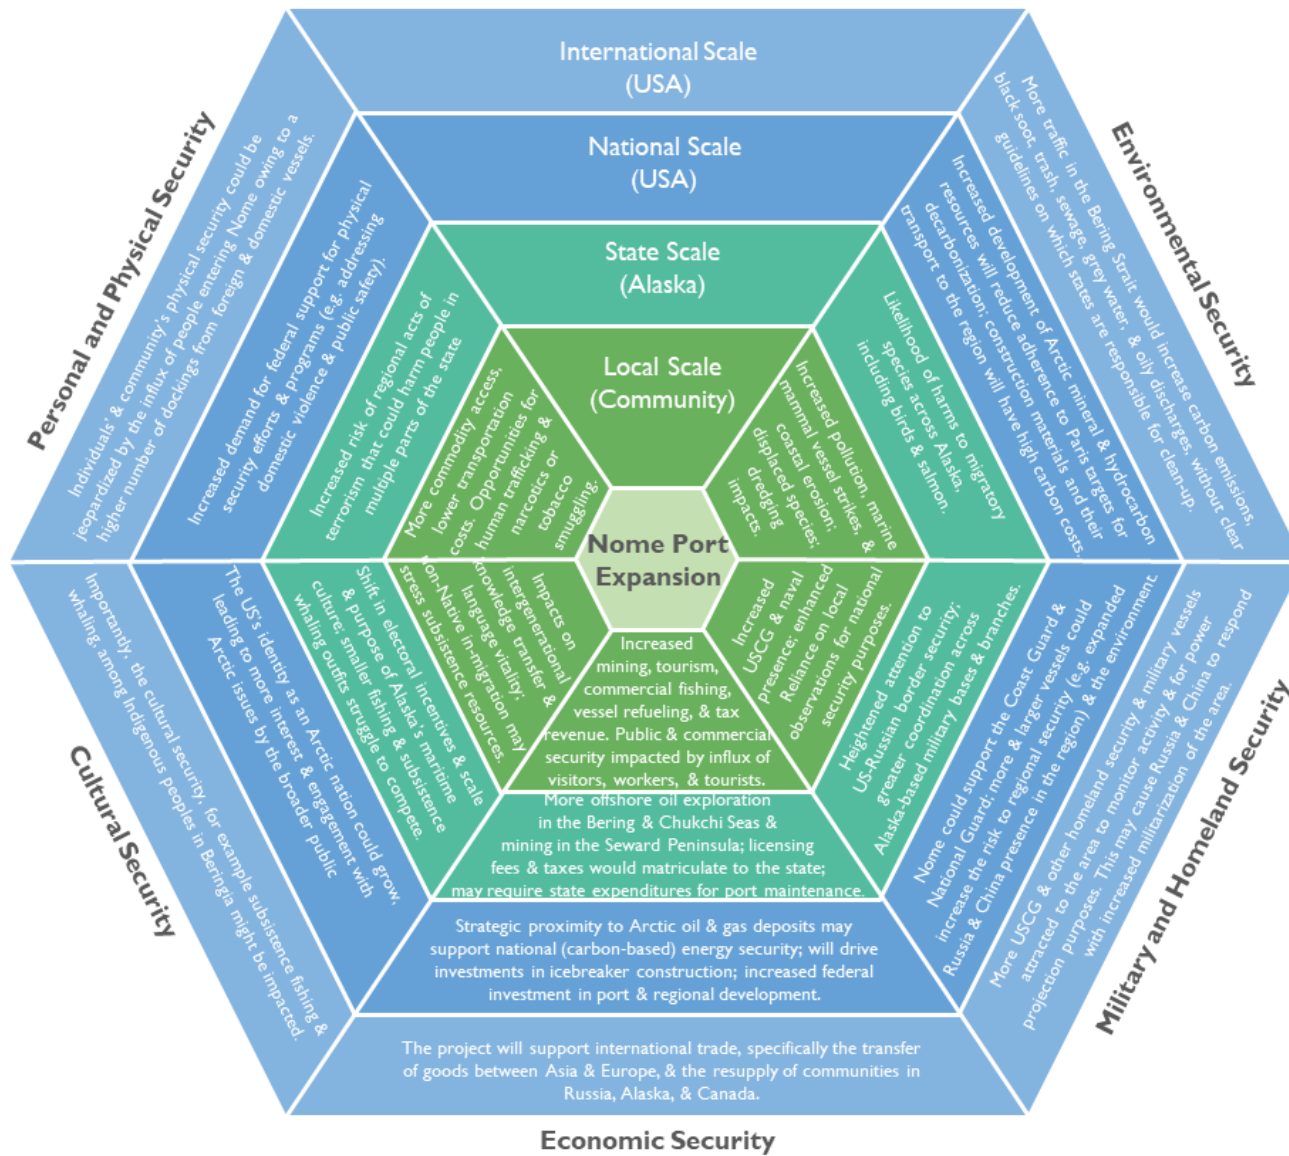 International Scale
(USA)
National Scale
(USA)
State Scale
(Alaska)
Local Scale
(Community)
Nome Port
Expansion
Personal and Physical Security
Individuals & community's physical security could be
jeopardized by the influx of people entering Nome owing to a
higher number of dockings from foreign & domestic vessels.
Increased demand for federal support for physical
security efforts & programs (e.g. addressing
domestic violence & public safety).
Increased risk of regional acts of
terrorism that could harm people in
multiple parts of the state
More commodity access,
lower transportation
costs. Opportunities for
human trafficking &
narcotics or
tobacco
smuggling.
Environmental Security
More traffic in the Bering Strait would increase carbon emissions,
black soot, trash, sewage, grey water, & oily discharges, without clear
guidelines on which states are responsible for clean-up.
Increased development of Arctic mineral & hydrocarbon
resources will reduce adherence to Paris targets for
decarbonization; construction materials and their
transport to the region will have high carbon costs.
Likelihood of harms to migratory
species across Alaska,
including birds & salmon.
Increased pollution, marine
mammal vessel strikes, &
coastal erosion;
displaced species;
dredging
impacts.
Cultural Security
Importantly, the cultural security, for example subsistence fishing &
whaling, among Indigenous peoples in Beringia might be impacted.
The US's identity as an Arctic nation could grow,
leading to more interest & engagement with
Arctic issues by the broader public
Shift in electoral incentives & scale
& purpose of Alaska's maritime
culture; smaller fishing & subsistence
whaling outfits struggle to compete.
Impacts on
intergenerational
knowledge transfer &
language vitality;
non-Native in-migration may
stress subsistence resources.
Military and Homeland Security
Increased
USCG & naval
presence; enhanced
Reliance on local
observations for national
security purposes.
Heightened attention to
US-Russian border security;
greater coordination across
Alaska-based military bases & branches.
Nome could support the Coast Guard &
National Guard; more & larger vessels could
increase the risk to regional security (e.g. expanded
Russia & China presence in the region) & the environment.
More USCG & other homeland security & military vessels
attracted to the area to monitor activity & for power
projection purposes. This may cause Russia & China to respond
with increased militarization of the area.
Increased
mining, tourism,
commercial fishing,
vessel refueling, & tax
revenue. Public & commercial
security impacted by influx of
visitors, workers, & tourists.
More offshore oil exploration
in the Bering & Chukchi Seas &
mining in the Seward Peninsula; licensing
fees & taxes would matriculate to the state;
may require state expenditures for port maintenance.
Strategic proximity to Arctic oil & gas deposits may
support national (carbon-based) energy security; will drive
investments in icebreaker construction; increased federal
investment in port & regional development.
The project will support international trade, specifically the transfer
of goods between Asia & Europe, & the resupply of communities in
Russia, Alaska, & Canada.
Economic Security